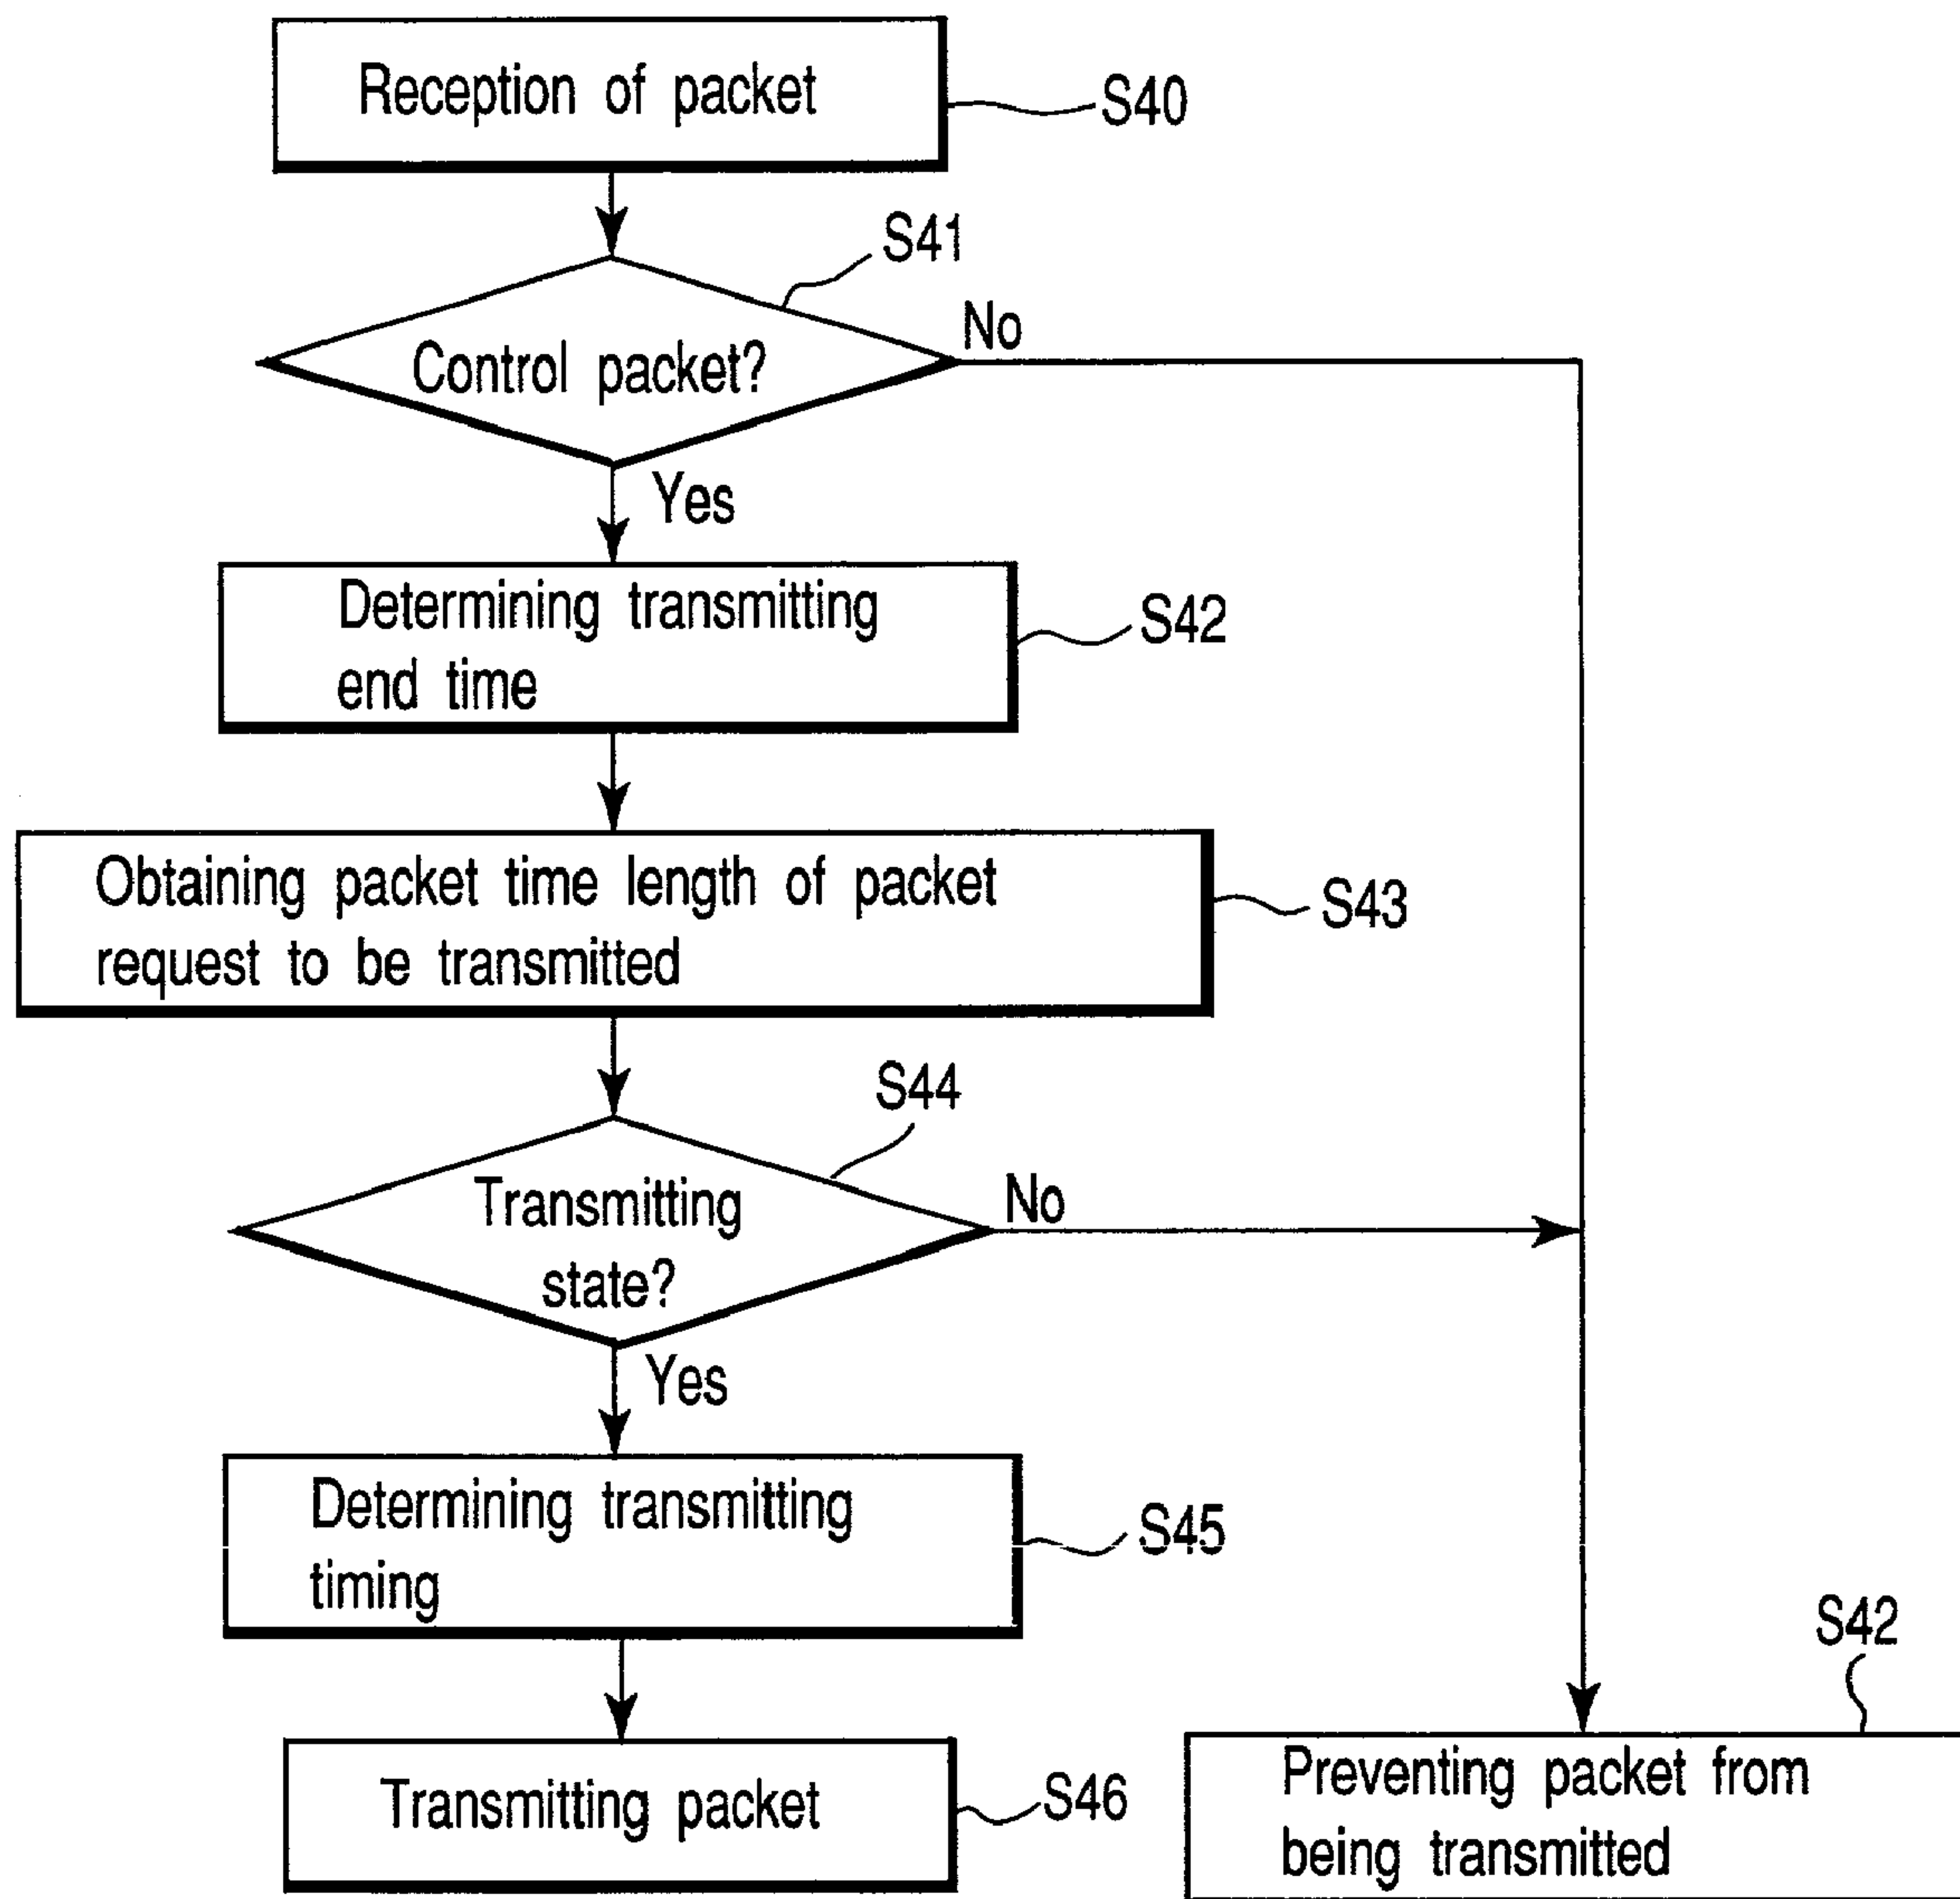 Reception of packet
S40
S41
Control packet?
No
Yes
Determining transmitting
end time
S42
Obtaining packet time length of packet
request to be transmitted
S43
S44
Transmitting
state?
No
Yes
Determining transmitting
timing
S45
Transmitting packet
S46
S42
Preventing packet from
being transmitted